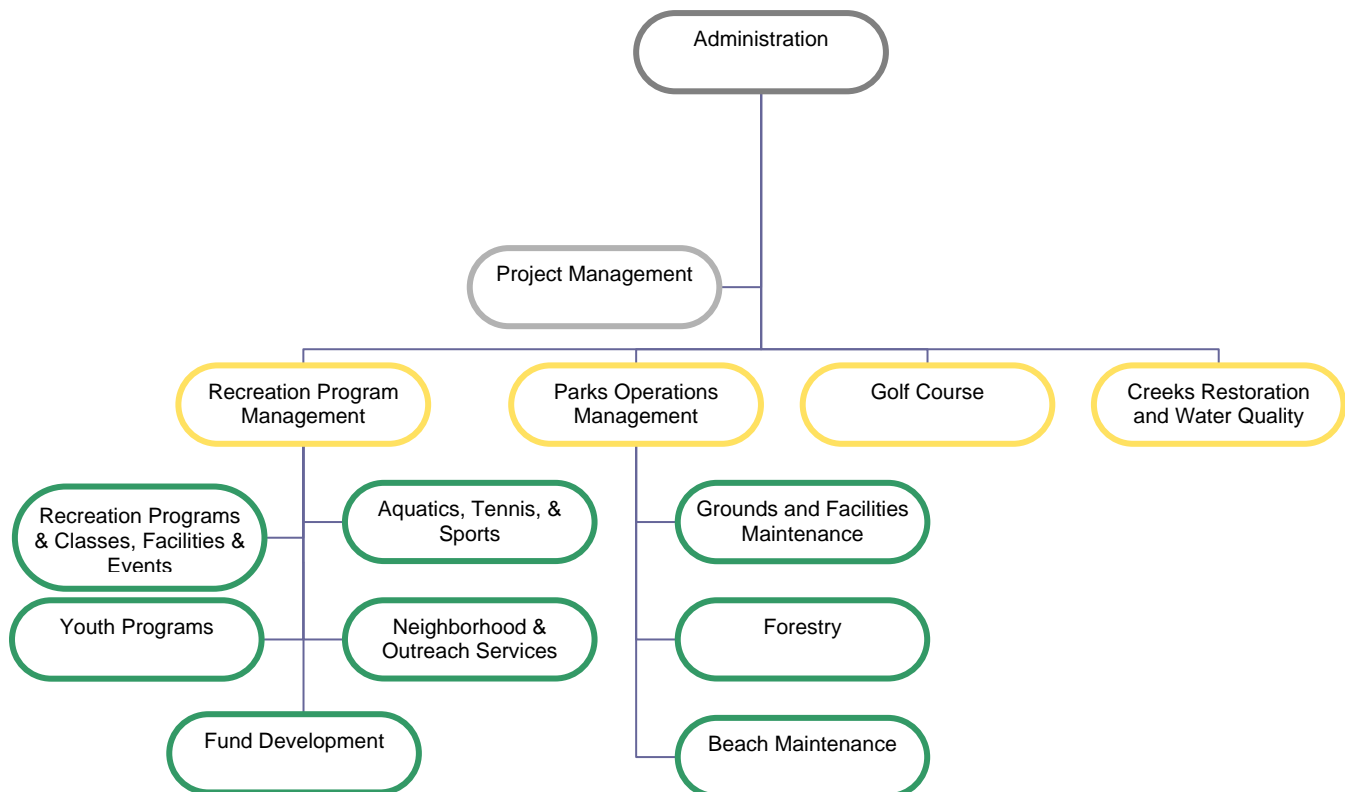 Administration
Project Management
Recreation Program
Management
Parks Operations
Management
Golf Course
Creeks Restoration
and Water Quality
Recreation Programs
& Classes, Facilities &
Events
Aquatics, Tennis, &
Sports
Grounds and Facilities
Maintenance
Youth Programs
Neighborhood &
Outreach Services
Forestry
Fund Development
Beach Maintenance